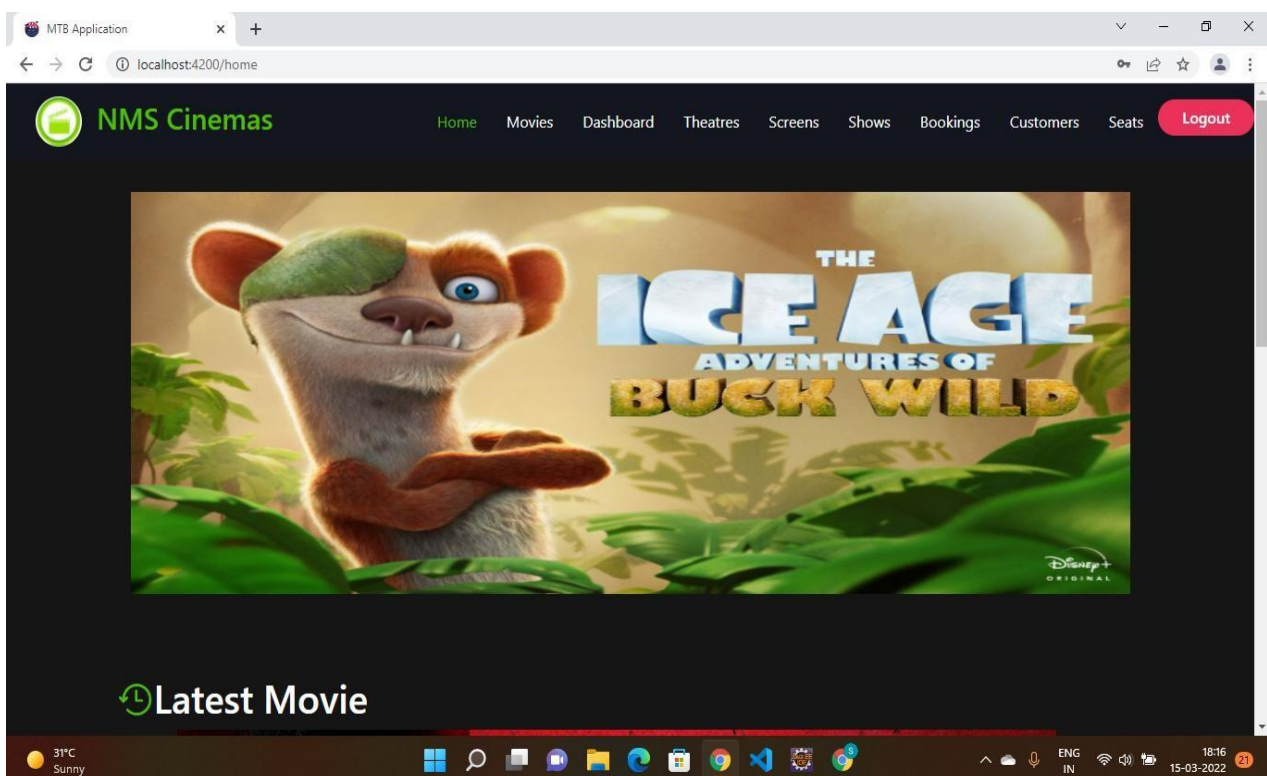 MTB Application
localhost:4200/home
NMS Cinemas
Home Movies Dashboard Theatres Screens Shows Bookings Customers Seats Logout
THE
ICE AGE
ADVENTURES OF
BUCK WILD
Disney+
ORIGINAL
Latest Movie
31°C
Sunny
S
ENG
IN
18:16
15-03-2022
21